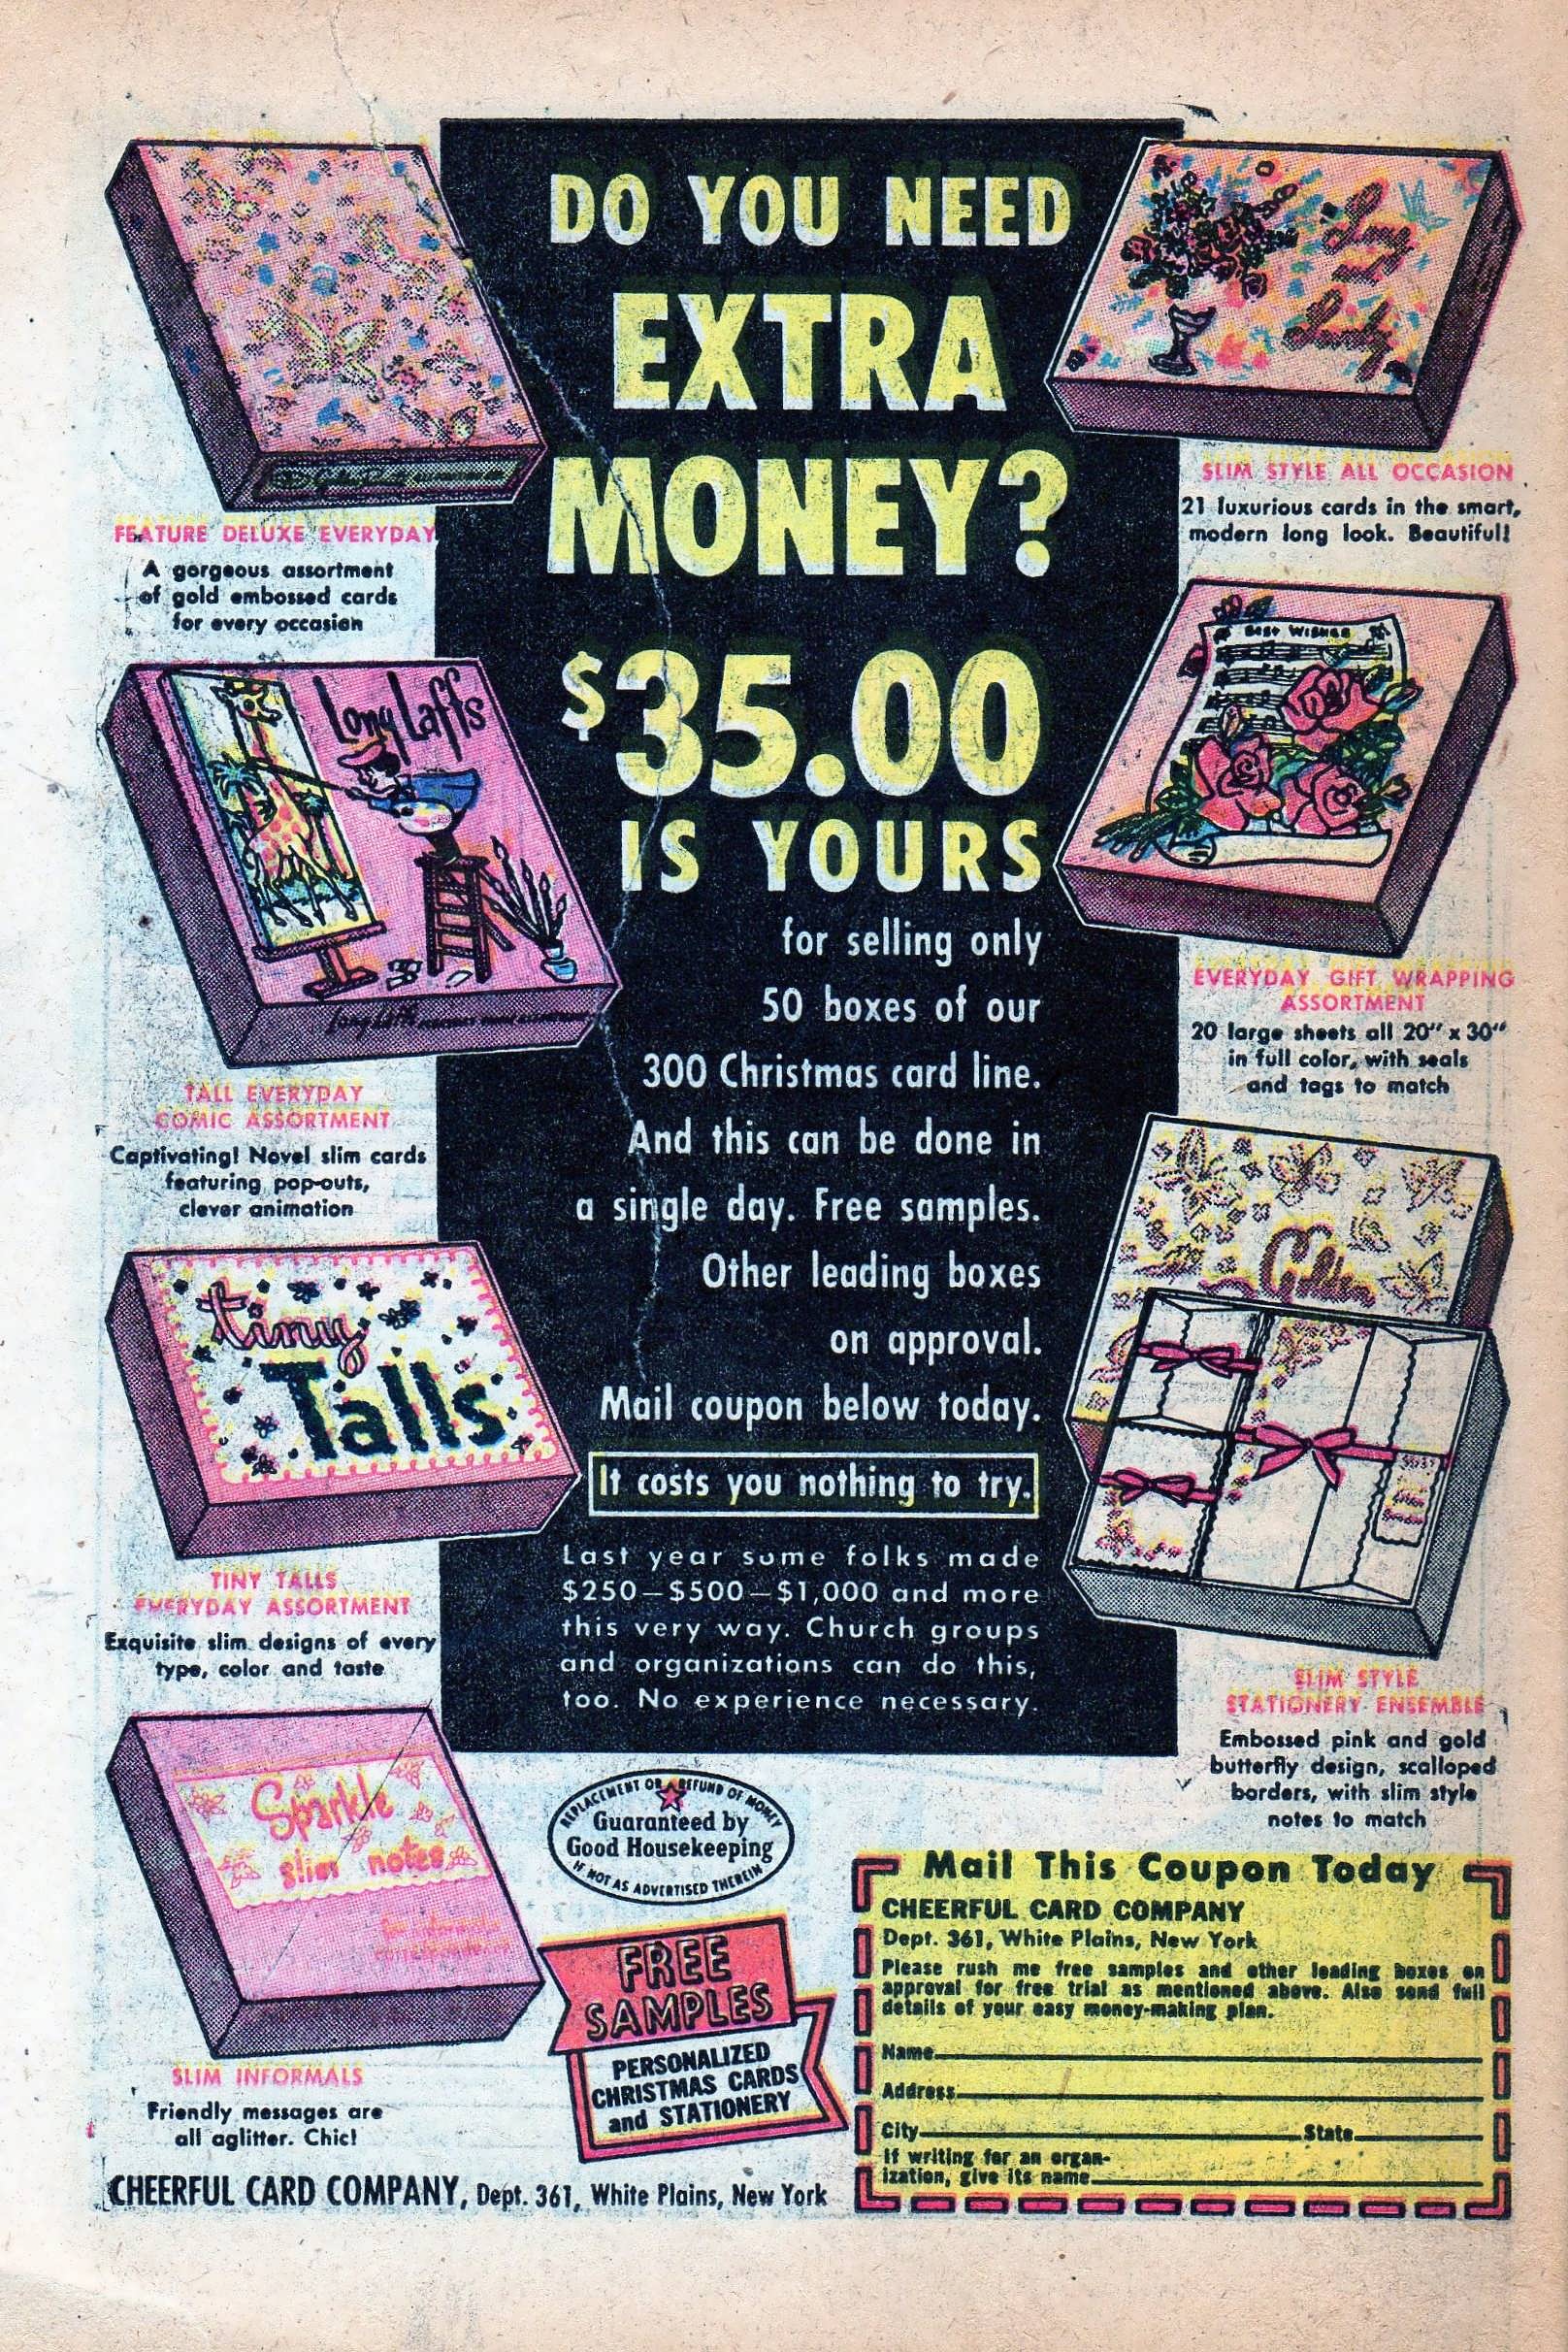 DO YOU NEED
EXTRA
MONEY?
$35.00
IS YOURS
for selling only
50 boxes of our
300 Christmas card line.
And this can be done in
a single day. Free samples.
Other leading boxes
on approval.
Mail coupon below today.
It costs you nothing to try.
Last year some folks made
$250—$500—$1,000 and more
this very way. Church groups
and organizations can do this,
too. No experience necessary.
FEATURE DELUXE EVERYDAY
A gorgeous assortment
of gold embossed cards
for every occasion
Long Laffs
Long Laffs
TALL EVERYDAY
COMIC ASSORTMENT
Captivating! Novel slim cards
featuring pop-outs,
clever animation
tiny
Talls
TINY TALLS
EVERYDAY ASSORTMENT
Exquisite slim designs of every
type, color and taste
Sparkle
slim notes
SLIM INFORMALS
Friendly messages are
all aglitter. Chic!
Long
and
Lovely
SLIM STYLE ALL OCCASION
21 luxurious cards in the smart,
modern long look. Beautiful!
BEST WISHES
EVERYDAY GIFT WRAPPING
ASSORTMENT
20 large sheets all 20" x 30"
in full color, with seals
and tags to match
Golden
SLIM STYLE
STATIONERY ENSEMBLE
Embossed pink and gold
butterfly design, scalloped
borders, with slim style
notes to match
REPLACEMENT OR REFUND OF MONEY
Guaranteed by
Good Housekeeping
IF NOT AS ADVERTISED THEREIN
FREE
SAMPLES
PERSONALIZED
CHRISTMAS CARDS
and STATIONERY
Mail This Coupon Today
CHEERFUL CARD COMPANY
Dept. 361, White Plains, New York
Please rush me free samples and other leading boxes on
approval for free trial as mentioned above. Also send full
details of your easy money-making plan.
Name
Address
City State
If writing for an organ-
ization, give its name
CHEERFUL CARD COMPANY, Dept. 361, White Plains, New York